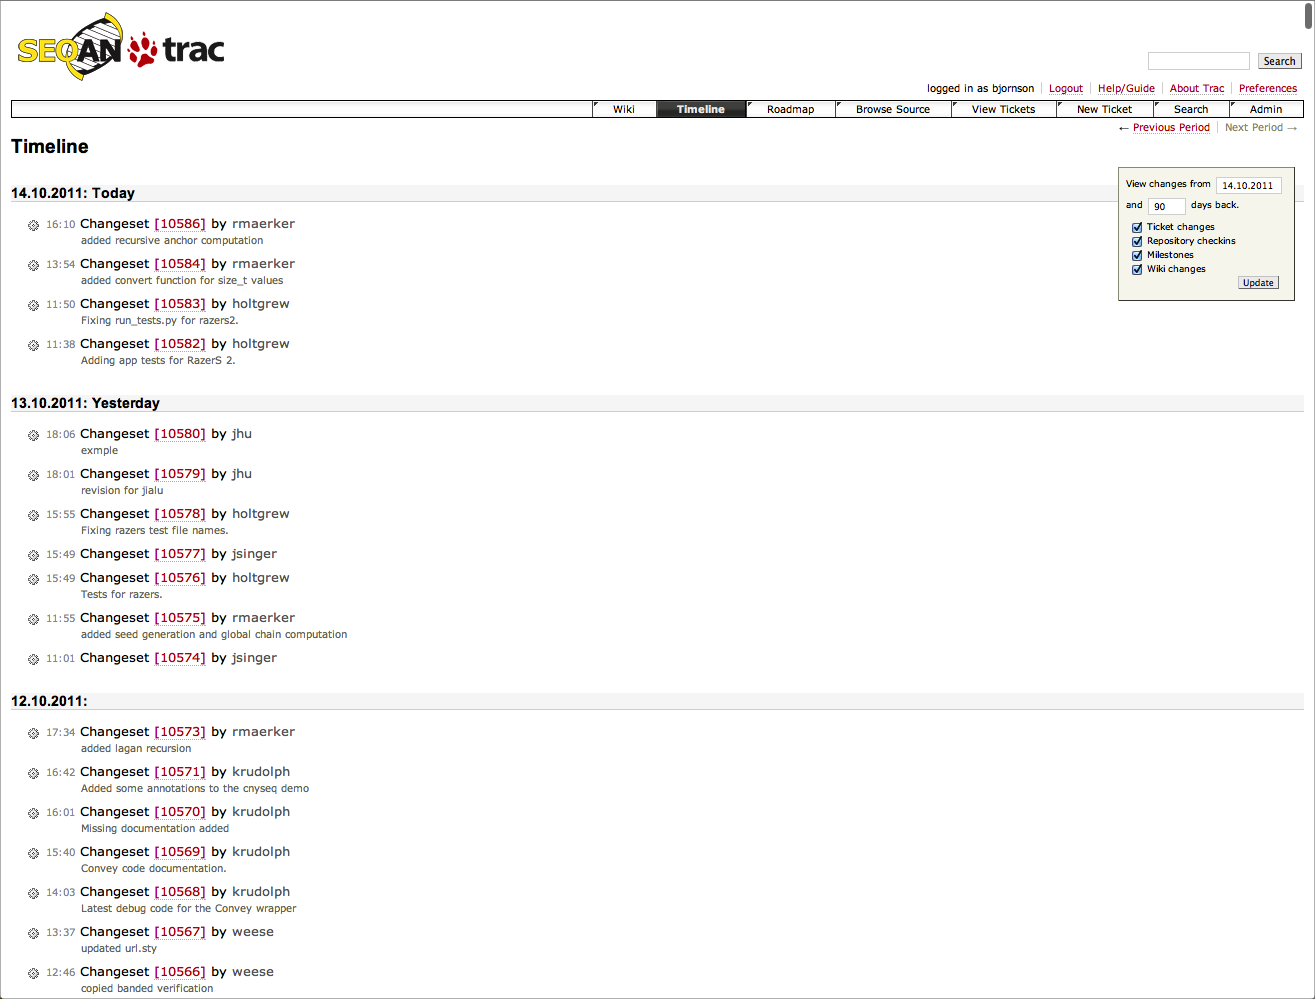 SEQAN trac
Search
logged in as bjornson Logout Help/Guide About Trac Preferences
Wiki Timeline Roadmap Browse Source View Tickets New Ticket Search Admin
← Previous Period Next Period →
Timeline
View changes from 14.10.2011
and 90 days back.
Ticket changes
Repository checkins
Milestones
Wiki changes
Update
14.10.2011: Today
16:10 Changeset [10586] by rmaerker
added recursive anchor computation
13:54 Changeset [10584] by rmaerker
added convert function for size_t values
11:50 Changeset [10583] by holtgrew
Fixing run_tests.py for razers2.
11:38 Changeset [10582] by holtgrew
Adding app tests for RazerS 2.
13.10.2011: Yesterday
18:06 Changeset [10580] by jhu
exmple
18:01 Changeset [10579] by jhu
revision for jialu
15:55 Changeset [10578] by holtgrew
Fixing razers test file names.
15:49 Changeset [10577] by jsinger
15:49 Changeset [10576] by holtgrew
Tests for razers.
11:55 Changeset [10575] by rmaerker
added seed generation and global chain computation
11:01 Changeset [10574] by jsinger
12.10.2011:
17:34 Changeset [10573] by rmaerker
added lagan recursion
16:42 Changeset [10571] by krudolph
Added some annotations to the cnyseq demo
16:01 Changeset [10570] by krudolph
Missing documentation added
15:40 Changeset [10569] by krudolph
Convey code documentation.
14:03 Changeset [10568] by krudolph
Latest debug code for the Convey wrapper
13:37 Changeset [10567] by weese
updated url.sty
12:46 Changeset [10566] by weese
copied banded verification